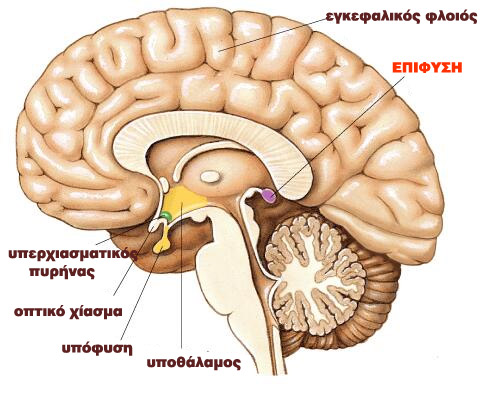 εγκεφαλικός φλοιός
ΕΠΙΦΥΣΗ
υπερχιασματικός
πυρήνας
οπτικό χίασμα
υπόφυση
υποθάλαμος